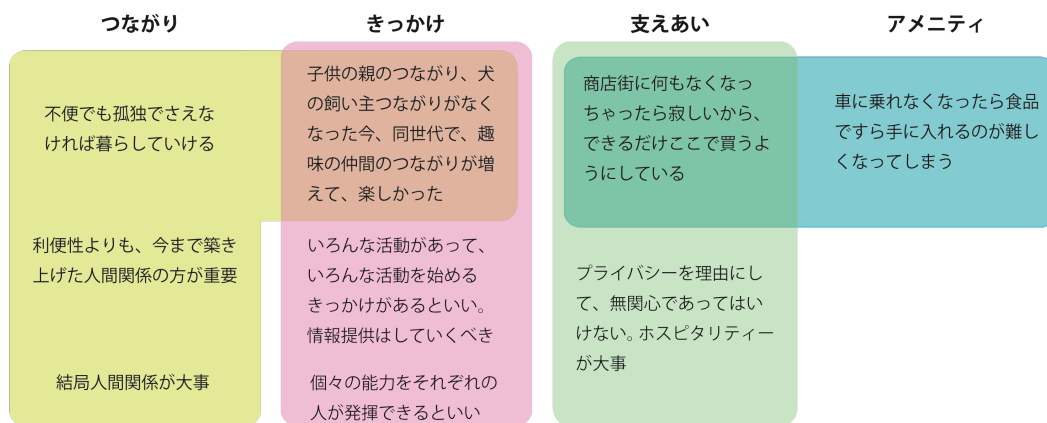 つながり
きっかけ
支えあい
アメニティ
不便でも孤独でさえな
ければ暮らしていける
利便性よりも、今まで築き
上げた人間関係の方が重要
結局人間関係が大事
子供の親のつながり、犬
の飼い主つながりがなく
なった今、同世代で、趣
味の仲間のつながりが増
えて、楽しかった
いろんな活動があって、
いろんな活動を始める
きっかけがあるといい。
情報提供はしていくべき
個々の能力をそれぞれの
人が発揮できるといい
商店街に何もなくなっ
ちゃったら寂しいから、
できるだけここで買うよ
うにしている
プライバシーを理由にし
て、無関心であってはい
けない。ホスピタリティー
が大事
車に乗れなくなったら食品
ですら手に入れるのが難し
くなってしまう